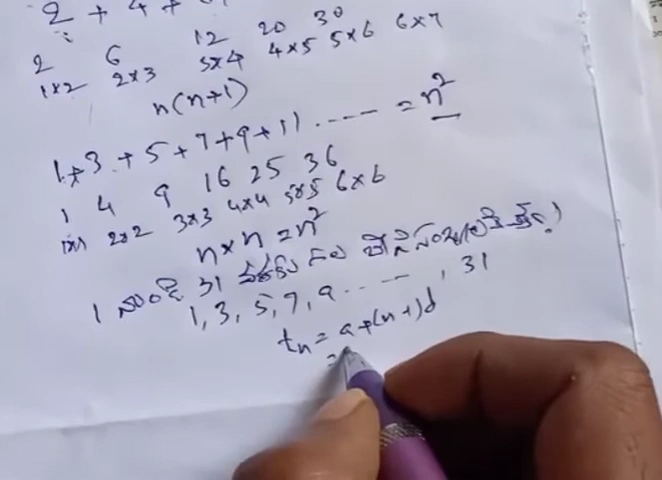 2 + 4 +
2 6 12 20 30
1×2 2×3 3×4 4×5 5×6 6×7
n(n+1)
1+3+5+7+9+11 ...... = n²
1 4 9 16 25 36
1×1 2×2 3×3 4×4 5×5 6×6
n×n = n²
1 నుండి 31 వరకు గల బేసి
1, 3, 5, 7, 9 ...... , 31
tn = a+(n+1)d
=